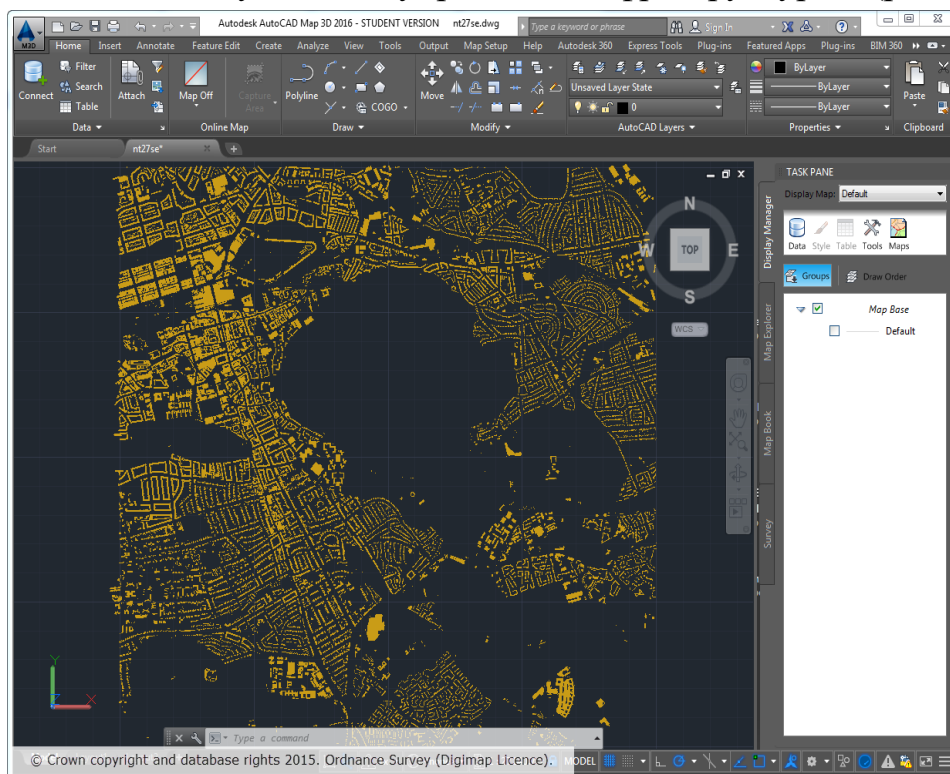 Autodesk AutoCAD Map 3D 2016 - STUDENT VERSION nt27se.dwg
Type a keyword or phrase
Sign In
M3D
Home Insert Annotate Feature Edit Create Analyze View Tools Output Map Setup Help Autodesk 360 Express Tools Plug-ins Featured Apps Plug-ins BIM 360
Connect
Filter
Search
Table
Attach
Map Off
Capture Area
Polyline
COGO
Move
Unsaved Layer State
0
ByLayer
ByLayer
ByLayer
Paste
Data
Online Map
Draw
Modify
AutoCAD Layers
Properties
Clipboard
Start
nt27se*
N
W
TOP
E
S
WCS
TASK PANE
Display Map: Default
Data Style Table Tools Maps
Groups
Draw Order
Map Base
Default
Display Manager
Map Explorer
Map Book
Survey
Y
X
Type a command
© Crown copyright and database rights 2015. Ordnance Survey (Digimap Licence).
MODEL